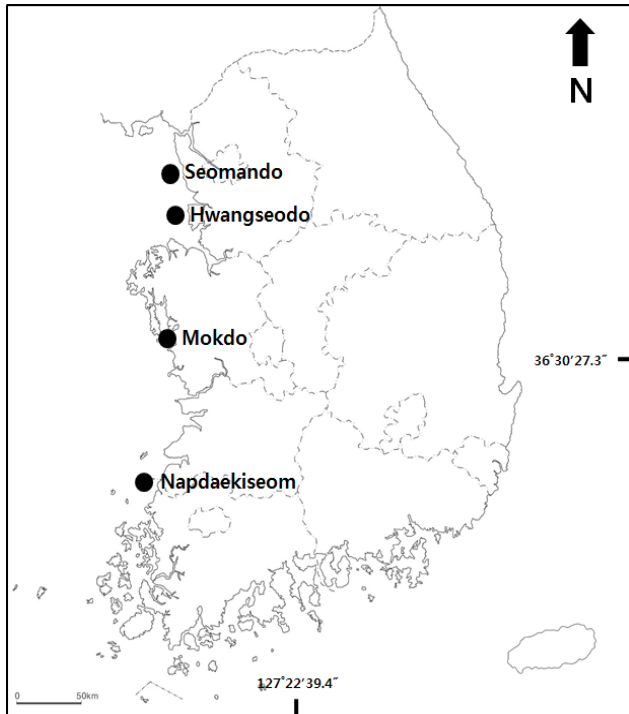 N
Seomando
Hwangseodo
Mokdo
36˚30′27.3˝
Napdaekiseom
127˚22′39.4˝
0 50km